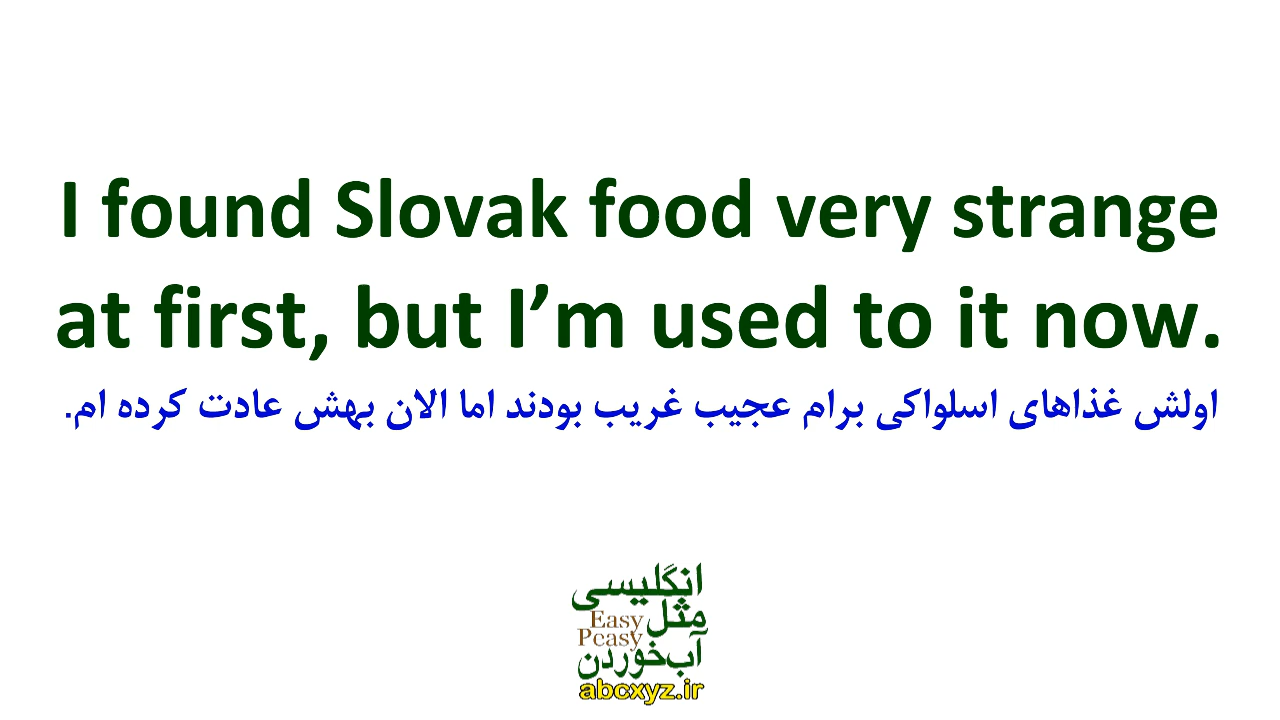 I found Slovak food very strange
at first, but I’m used to it now.
اولش غذاهای اسلواکی برام عجیب غریب بودند اما الان بهش عادت کرده ام.
انگلیسی
مثل
Easy
Peasy
آب‌خوردن
abcxyz.ir